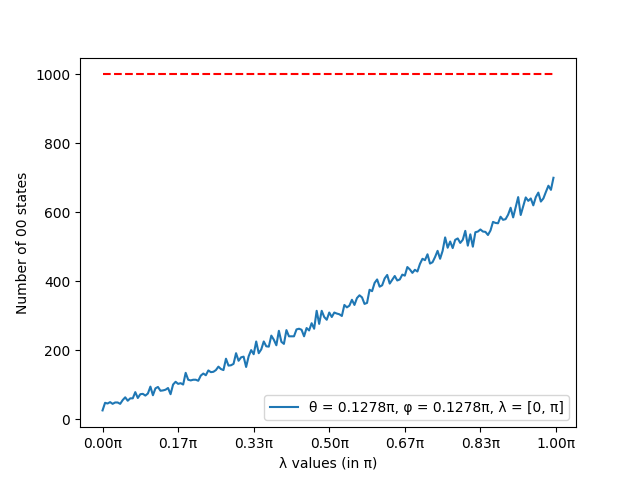 1000
800
600
400
200
0
Number of 00 states
θ = 0.1278π, φ = 0.1278π, λ = [0, π]
0.00π 0.17π 0.33π 0.50π 0.67π 0.83π 1.00π
λ values (in π)